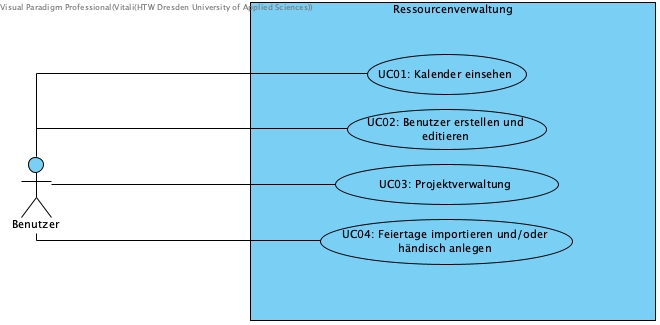 Visual Paradigm Professional(Vitali(HTW Dresden University of Applied Sciences))
Ressourcenverwaltung
UC01: Kalender einsehen
UC02: Benutzer erstellen und
editieren
UC03: Projektverwaltung
Benutzer
UC04: Feiertage importieren und/oder
händisch anlegen